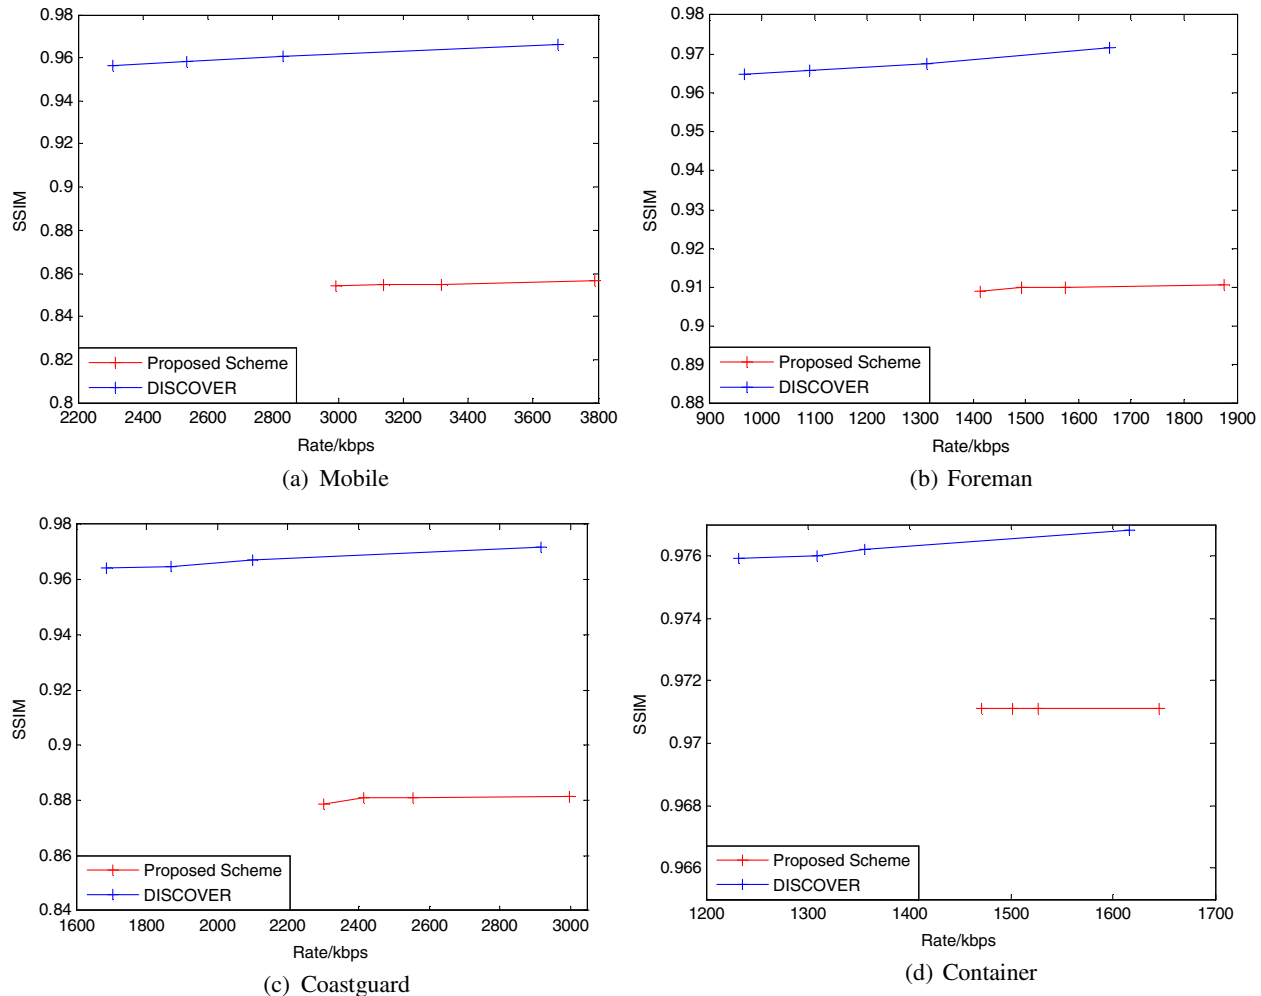 0.98
0.96
0.94
0.92
0.9
0.88
0.86
0.84
0.82
0.8
SSIM
Proposed Scheme
DISCOVER
2200 2400 2600 2800 3000 3200 3400 3600 3800
Rate/kbps
(a) Mobile
0.98
0.97
0.96
0.95
0.94
0.93
0.92
0.91
0.9
0.89
0.88
SSIM
Proposed Scheme
DISCOVER
900 1000 1100 1200 1300 1400 1500 1600 1700 1800 1900
Rate/kbps
(b) Foreman
0.98
0.96
0.94
0.92
0.9
0.88
0.86
0.84
SSIM
Proposed Scheme
DISCOVER
1600 1800 2000 2200 2400 2600 2800 3000
Rate/kbps
(c) Coastguard
0.976
0.974
0.972
0.97
0.968
0.966
SSIM
Proposed Scheme
DISCOVER
1200 1300 1400 1500 1600 1700
Rate/kbps
(d) Container